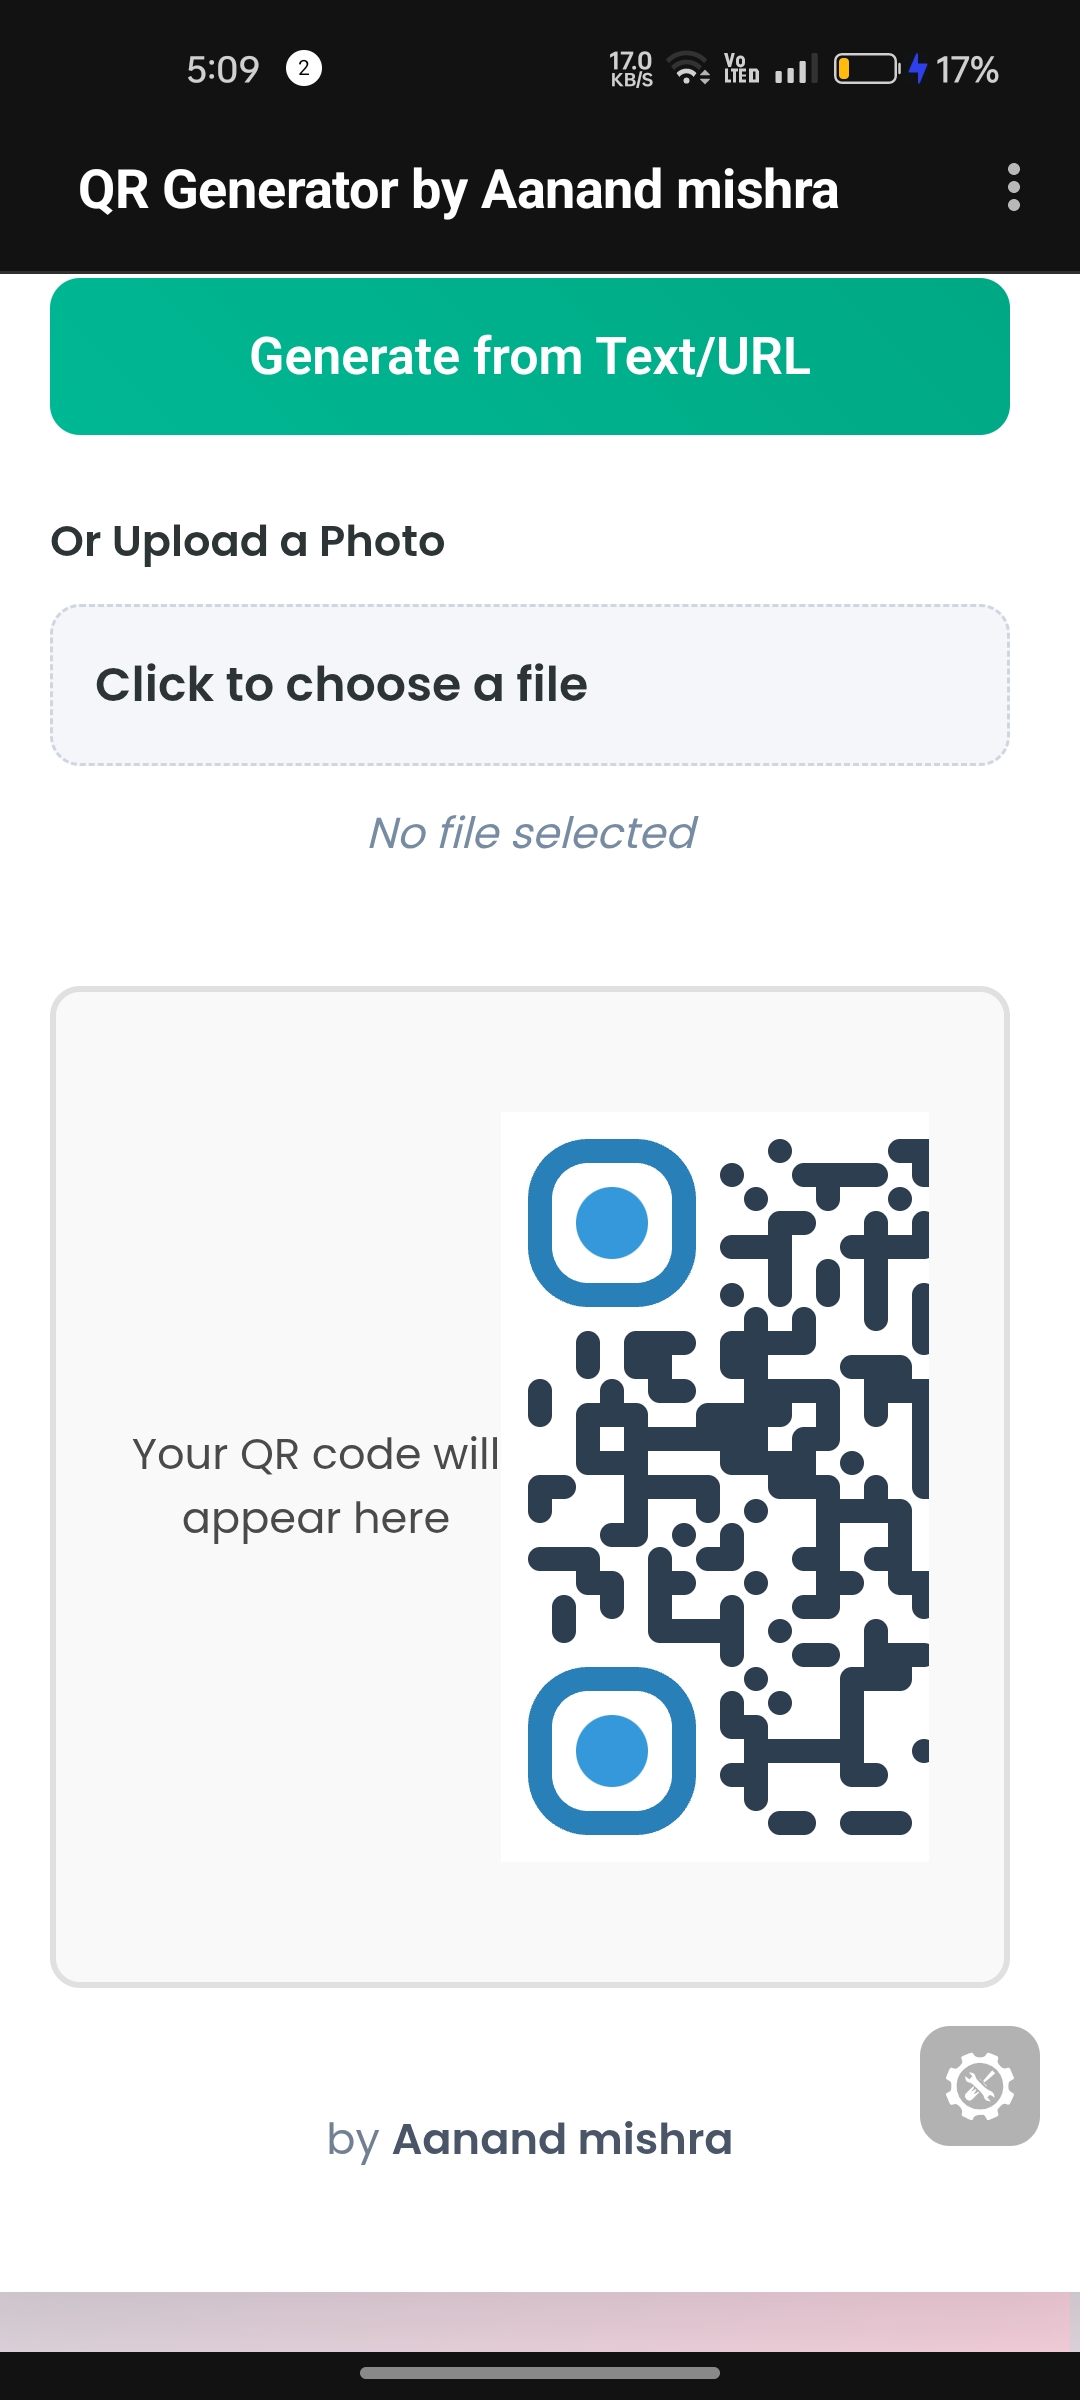 5:09 2 17.0 KB/S Vo LTE D 17%
QR Generator by Aanand mishra
Generate from Text/URL
Or Upload a Photo
Click to choose a file
No file selected
Your QR code will
appear here
by Aanand mishra